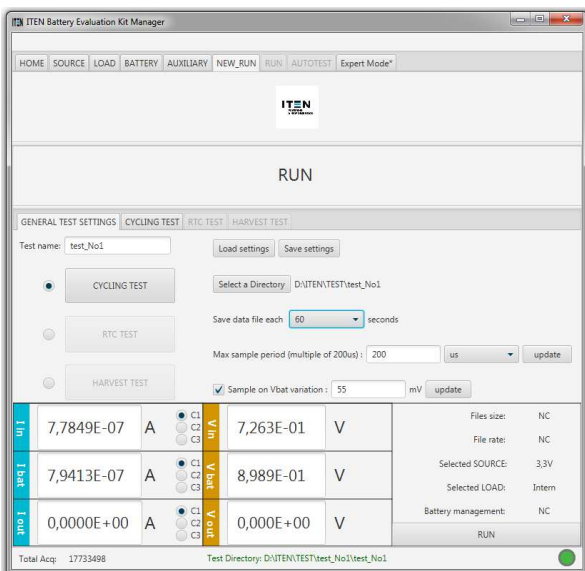 ITEN ITEN Battery Evaluation Kit Manager
HOME SOURCE LOAD BATTERY AUXILIARY NEW_RUN RUN AUTOTEST Expert Mode*
ITEN
RUN
GENERAL TEST SETTINGS CYCLING TEST RTC TEST HARVEST TEST
Test name: test_No1 Load settings Save settings
CYCLING TEST Select a Directory D:\ITEN\TEST\test_No1
Save data file each 60 seconds
RTC TEST
Max sample period (multiple of 200us) : 200 us update
HARVEST TEST
Sample on Vbat variation : 55 mV update
I in 7,7849E-07 A C1 C2 C3 V in 7,263E-01 V
Files size: NC
File rate: NC
I bat 7,9413E-07 A C1 C2 C3 V bat 8,989E-01 V
Selected SOURCE: 3,3V
Selected LOAD: Intern
I out 0,0000E+00 A C1 C2 C3 V out 0,000E+00 V
Battery management: NC
RUN
Total Acq: 17733498 Test Directory: D:\ITEN\TEST\test_No1\test_No1